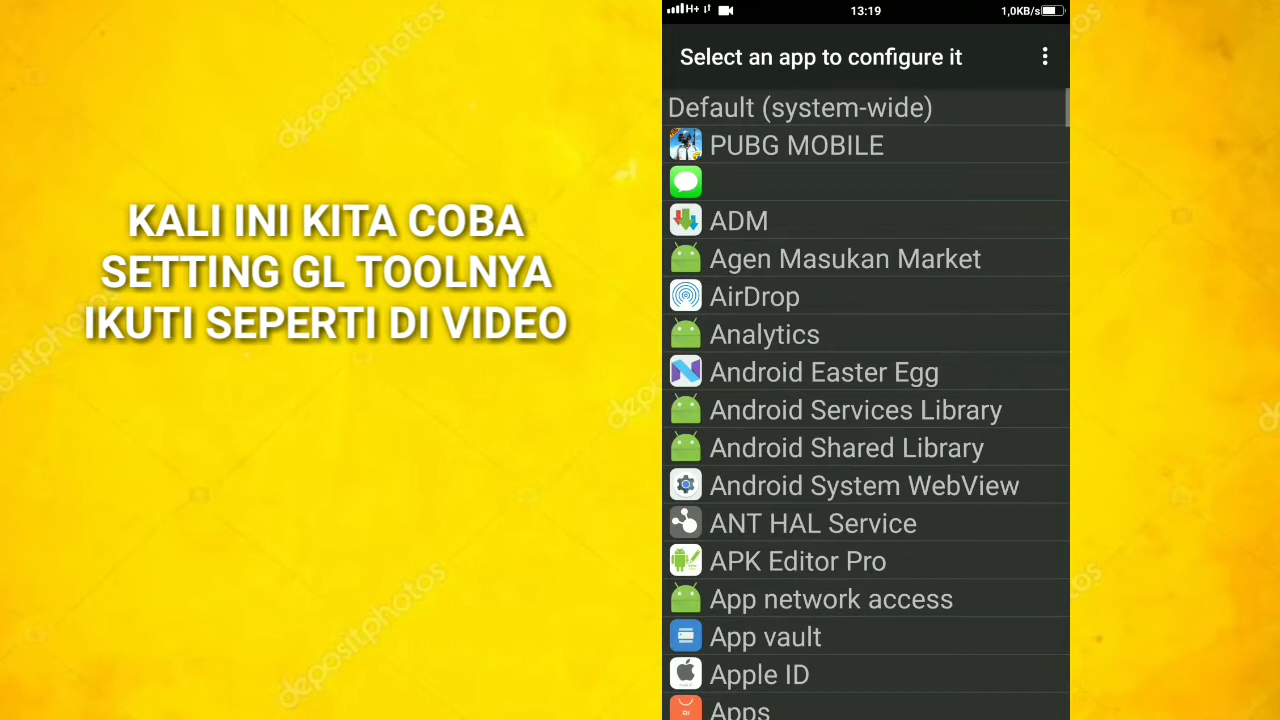 KALI INI KITA COBA
SETTING GL TOOLNYA
IKUTI SEPERTI DI VIDEO
H+ 13:19 1,0KB/s
Select an app to configure it
Default (system-wide)
PUBG MOBILE
ADM
Agen Masukan Market
AirDrop
Analytics
Android Easter Egg
Android Services Library
Android Shared Library
Android System WebView
ANT HAL Service
APK Editor Pro
App network access
App vault
Apple ID
Apps
depositphotos
depositphotos
depositphotos